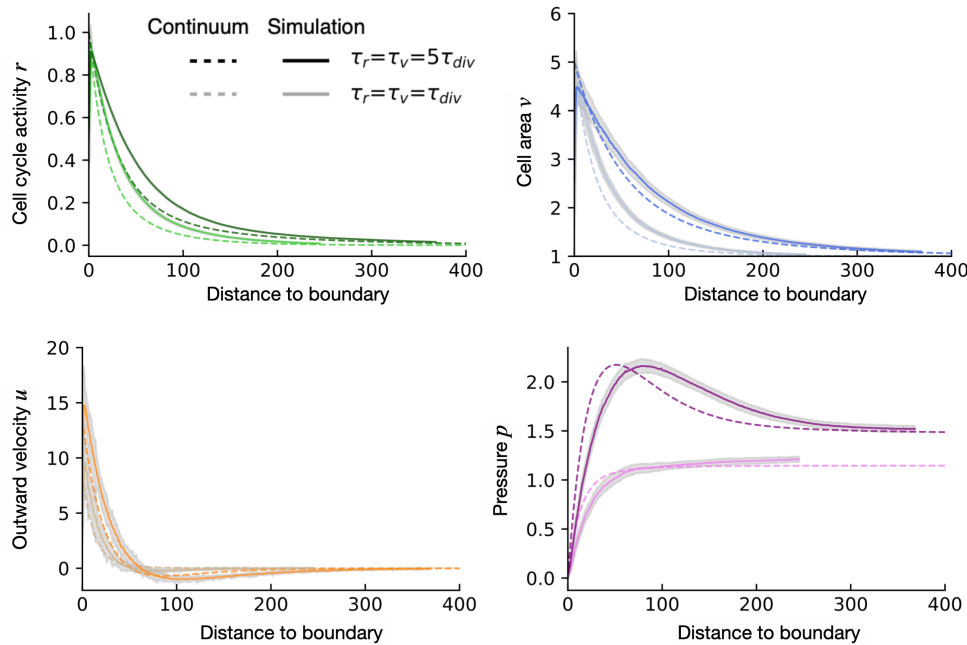 Continuum Simulation
τr=τv=5τdiv
τr=τv=τdiv
Cell cycle activity r
1.0
0.8
0.6
0.4
0.2
0.0
0 100 200 300 400
Distance to boundary
Cell area v
6
5
4
3
2
1
0 100 200 300 400
Distance to boundary
Outward velocity u
20
15
10
5
0
0 100 200 300 400
Distance to boundary
Pressure p
2.0
1.5
1.0
0.5
0.0
0 100 200 300 400
Distance to boundary